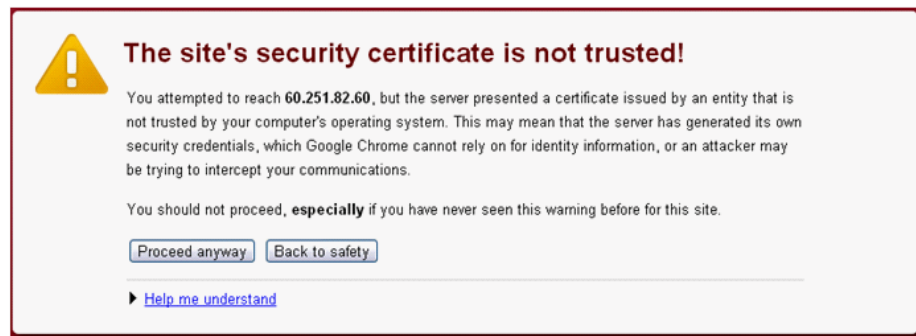 The site's security certificate is not trusted!
You attempted to reach 60.251.82.60, but the server presented a certificate issued by an entity that is
not trusted by your computer's operating system. This may mean that the server has generated its own
security credentials, which Google Chrome cannot rely on for identity information, or an attacker may
be trying to intercept your communications.
You should not proceed, especially if you have never seen this warning before for this site.
Proceed anyway Back to safety
Help me understand